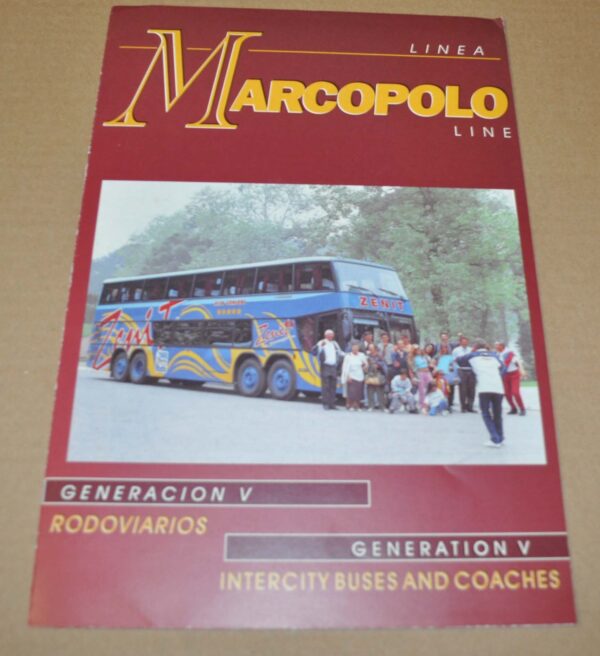 LINEA
MARCOPOLO
LINE
ZENIT
Zenit
Zenit
GENERACION V
RODOVIARIOS
GENERATION V
INTERCITY BUSES AND COACHES